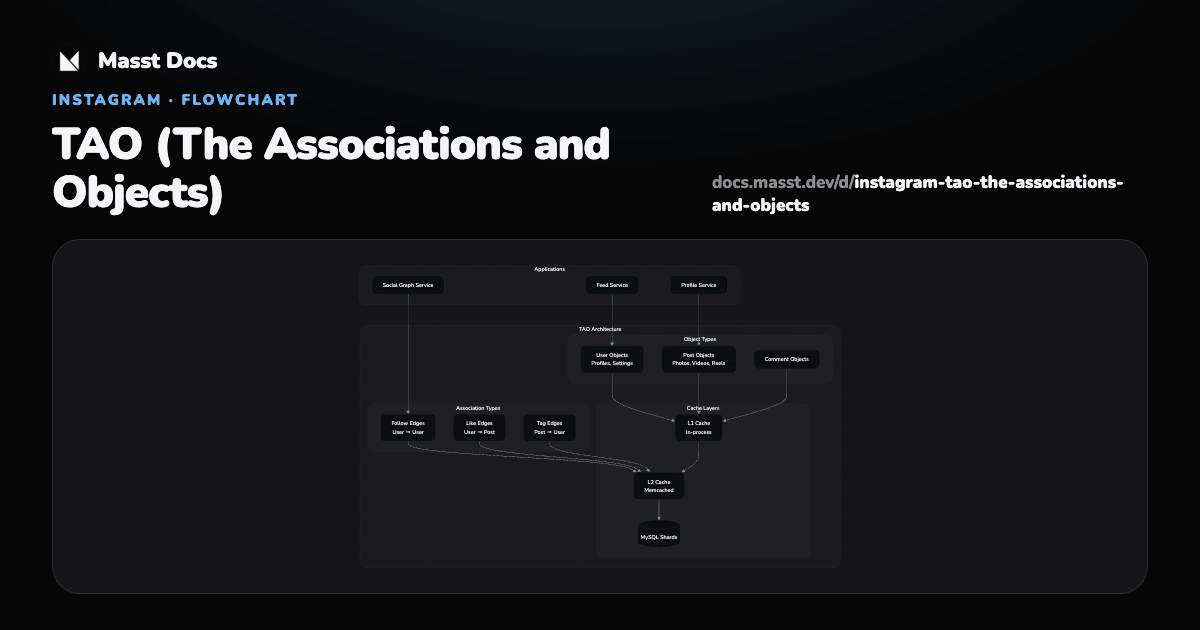 Masst Docs
INSTAGRAM · FLOWCHART
TAO (The Associations and
Objects)
docs.masst.dev/d/instagram-tao-the-associations-
and-objects
Applications
Social Graph Service
Feed Service
Profile Service
TAO Architecture
Object Types
User Objects
Profiles, Settings
Post Objects
Photos, Videos, Reels
Comment Objects
Association Types
Follow Edges
User → User
Like Edges
User → Post
Tag Edges
Post → User
Cache Layers
L1 Cache
In-process
L2 Cache
Memcached
MySQL Shards